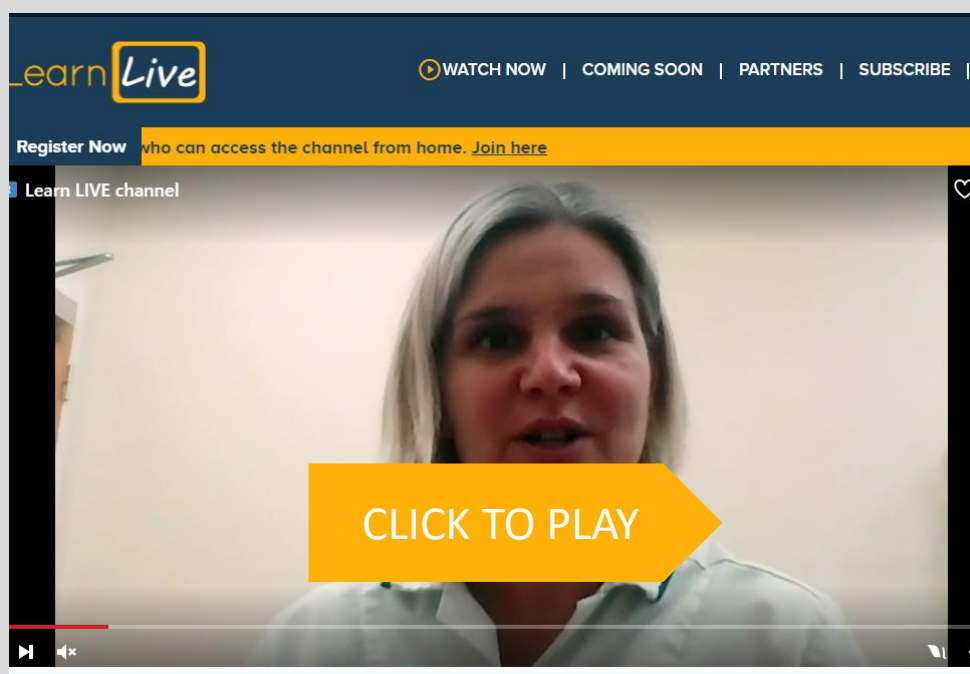 Learn Live
WATCH NOW | COMING SOON | PARTNERS | SUBSCRIBE |
Register Now who can access the channel from home. Join here
Learn LIVE channel
CLICK TO PLAY